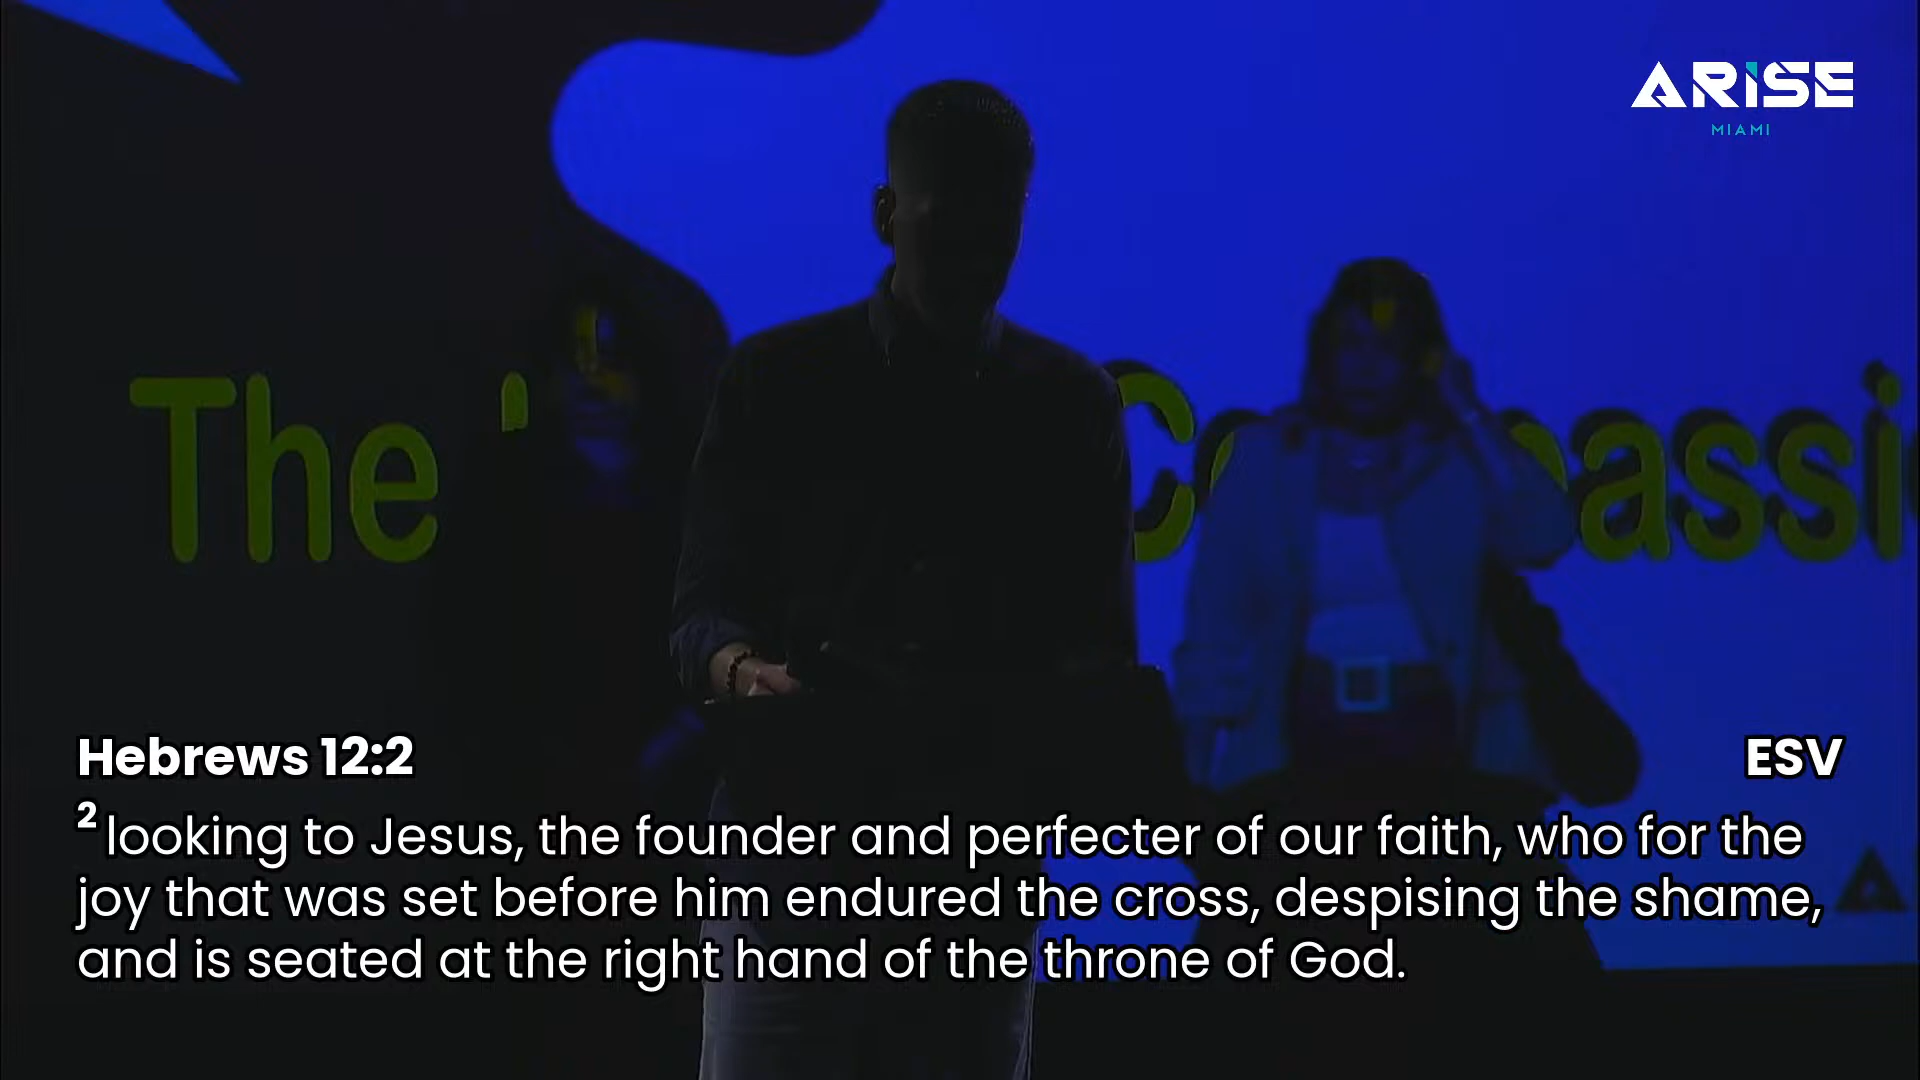 ARISE
MIAMI
The
Hebrews 12:2
ESV
2 looking to Jesus, the founder and perfecter of our faith, who for the
joy that was set before him endured the cross, despising the shame,
and is seated at the right hand of the throne of God.